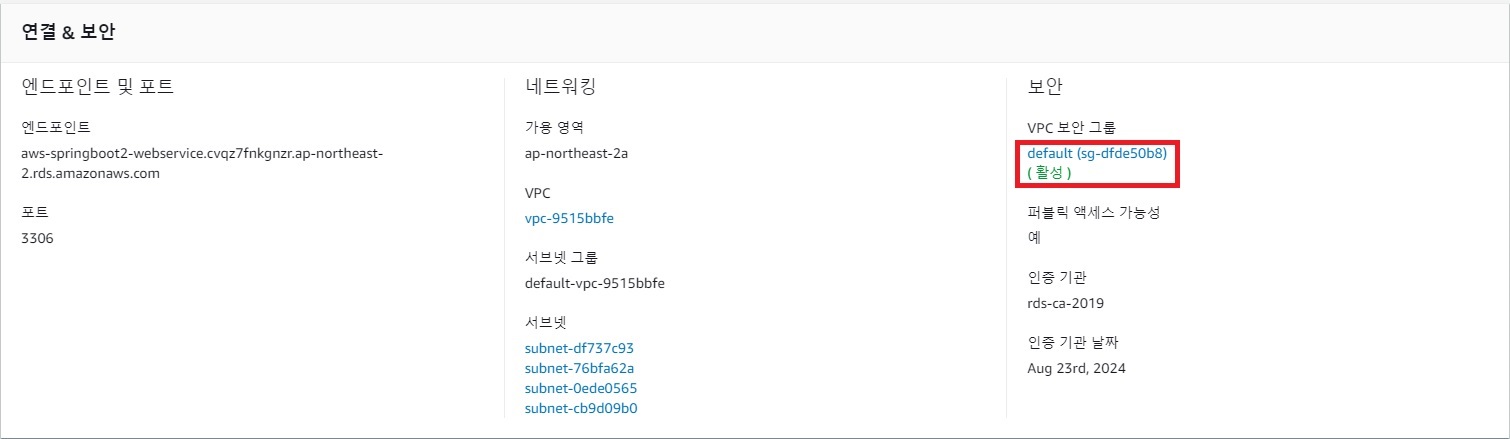 연결 & 보안
엔드포인트 및 포트
엔드포인트
aws-springboot2-webservice.cvqz7fnkgnzr.ap-northeast-
2.rds.amazonaws.com
포트
3306
네트워킹
가용 영역
ap-northeast-2a
VPC
vpc-9515bbfe
서브넷 그룹
default-vpc-9515bbfe
서브넷
subnet-df737c93
subnet-76bfa62a
subnet-0ede0565
subnet-cb9d09b0
보안
VPC 보안 그룹
default (sg-dfde50b8)
( 활성 )
퍼블릭 액세스 가능성
예
인증 기관
rds-ca-2019
인증 기관 날짜
Aug 23rd, 2024